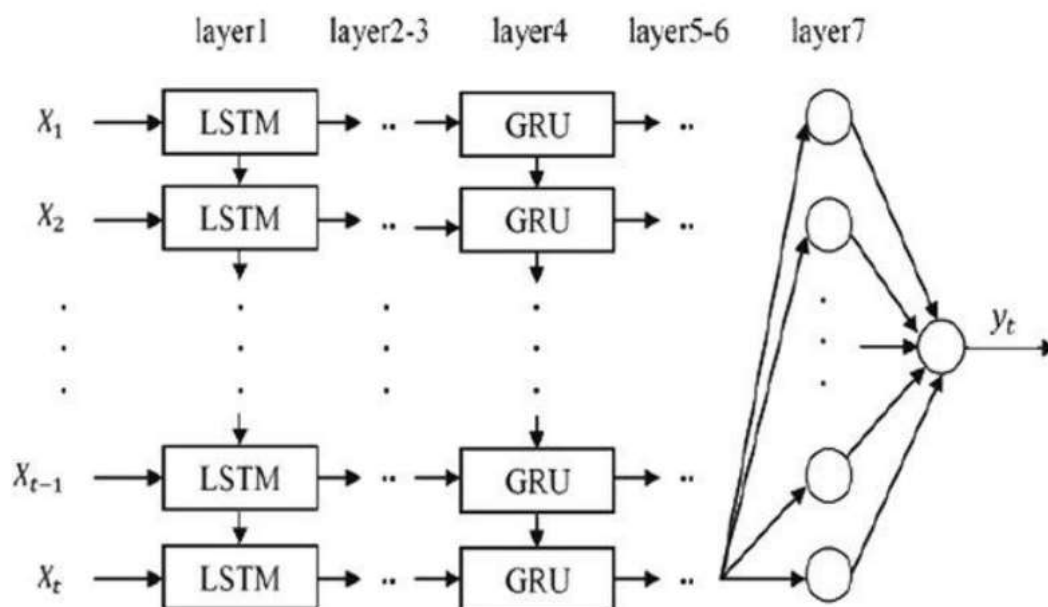 layer1 layer2-3 layer4 layer5-6 layer7
X₁ LSTM .. GRU ..
X₂ LSTM .. GRU ..
yₜ
Xₜ₋₁ LSTM .. GRU ..
Xₜ LSTM .. GRU ..